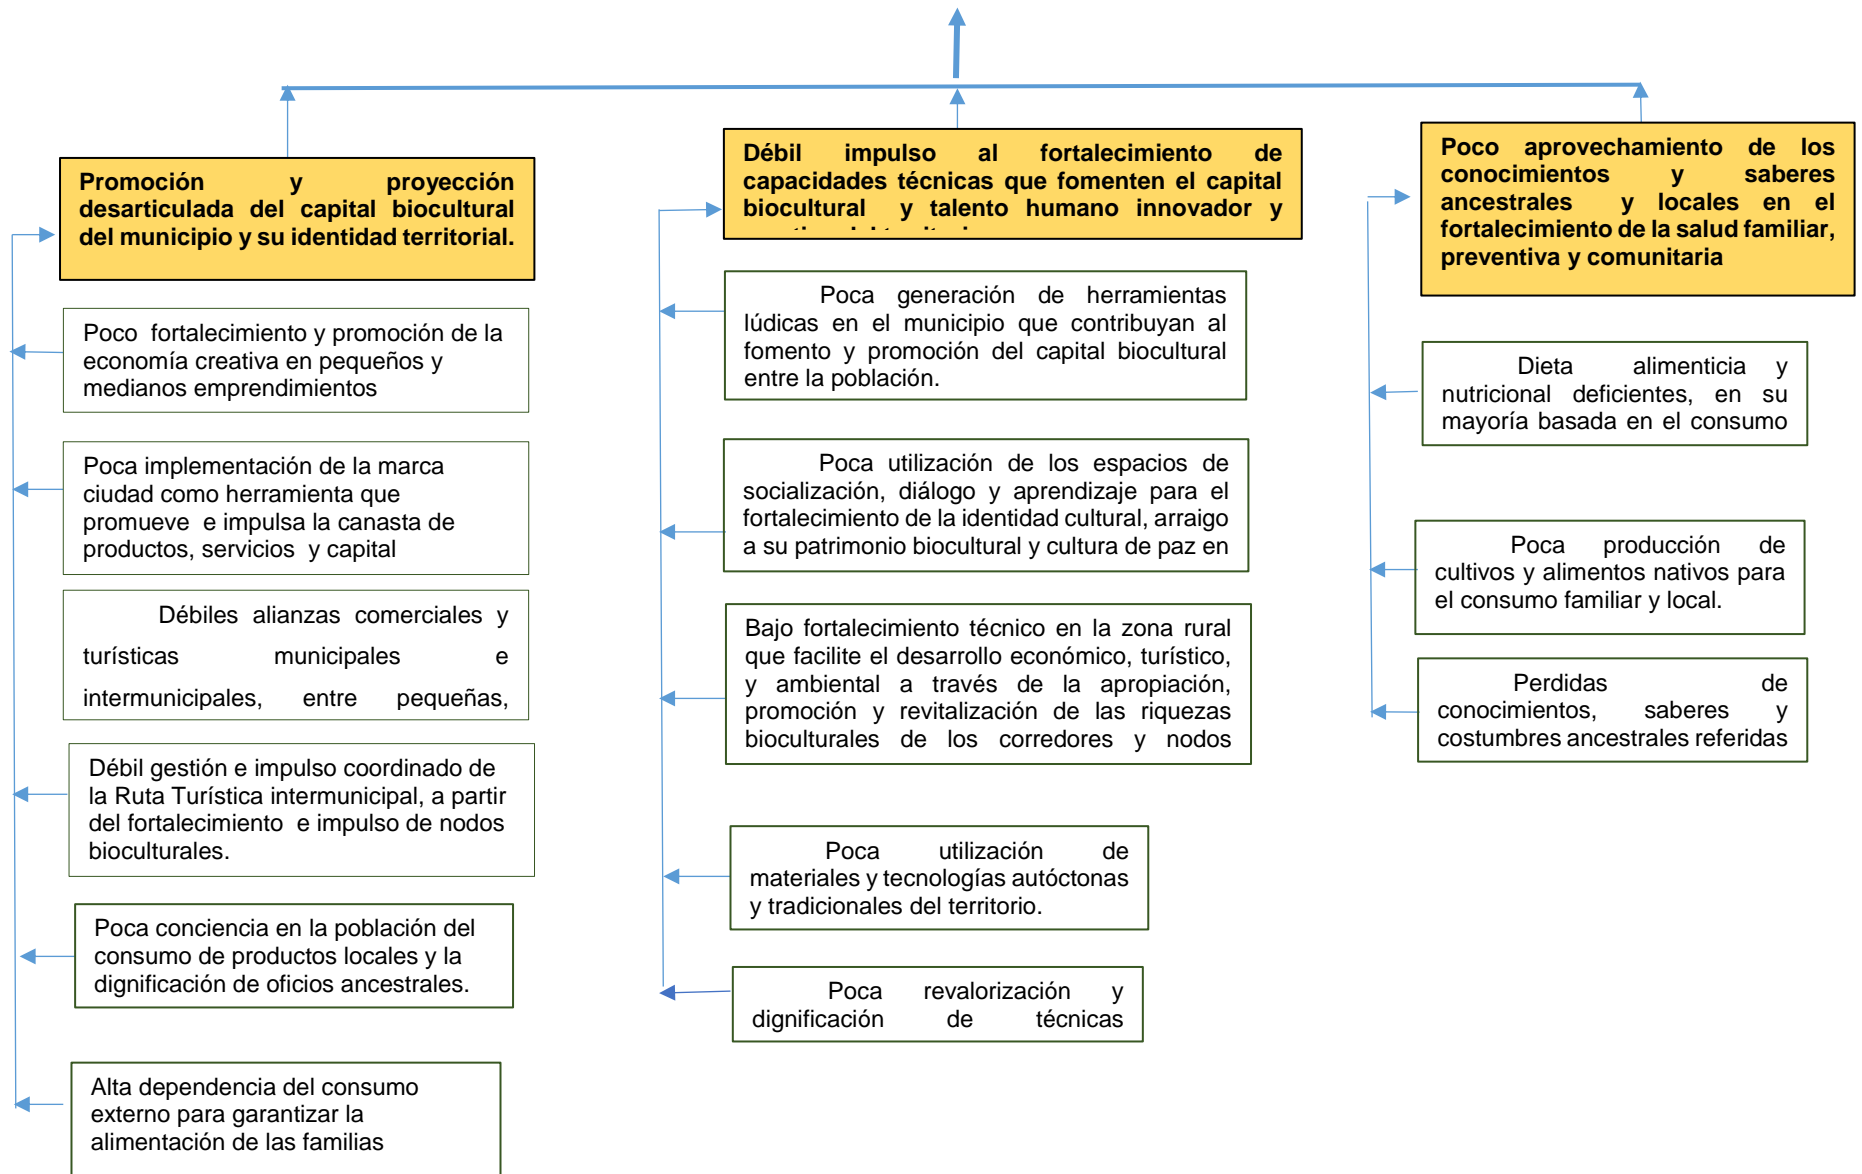 Promoción y proyección
desarticulada del capital biocultural
del municipio y su identidad territorial.
Poco fortalecimiento y promoción de la
economía creativa en pequeños y
medianos emprendimientos
Poca implementación de la marca
ciudad como herramienta que
promueve e impulsa la canasta de
productos, servicios y capital
Débiles alianzas comerciales y
turísticas municipales e
intermunicipales, entre pequeñas,
Débil gestión e impulso coordinado de
la Ruta Turística intermunicipal, a partir
del fortalecimiento e impulso de nodos
bioculturales.
Poca conciencia en la población del
consumo de productos locales y la
dignificación de oficios ancestrales.
Alta dependencia del consumo
externo para garantizar la
alimentación de las familias
Débil impulso al fortalecimiento de
capacidades técnicas que fomenten el capital
biocultural y talento humano innovador y
Poca generación de herramientas
lúdicas en el municipio que contribuyan al
fomento y promoción del capital biocultural
entre la población.
Poca utilización de los espacios de
socialización, diálogo y aprendizaje para el
fortalecimiento de la identidad cultural, arraigo
a su patrimonio biocultural y cultura de paz en
Bajo fortalecimiento técnico en la zona rural
que facilite el desarrollo económico, turístico,
y ambiental a través de la apropiación,
promoción y revitalización de las riquezas
bioculturales de los corredores y nodos
Poca utilización de
materiales y tecnologías autóctonas
y tradicionales del territorio.
Poca revalorización y
dignificación de técnicas
Poco aprovechamiento de los
conocimientos y saberes
ancestrales y locales en el
fortalecimiento de la salud familiar,
preventiva y comunitaria
Dieta alimenticia y
nutricional deficientes, en su
mayoría basada en el consumo
Poca producción de
cultivos y alimentos nativos para
el consumo familiar y local.
Perdidas de
conocimientos, saberes y
costumbres ancestrales referidas